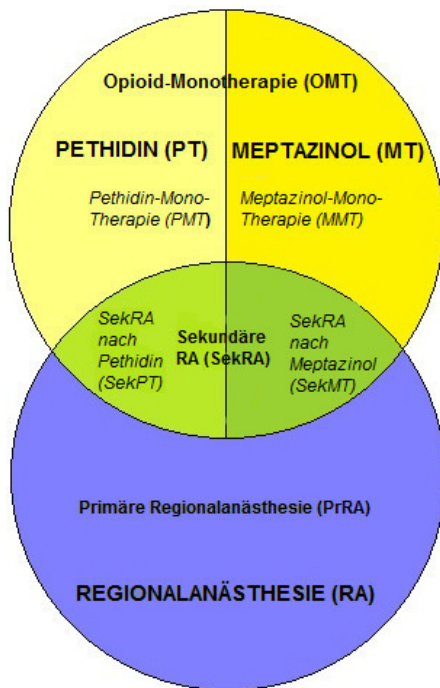 Opioid-Monotherapie (OMT)
PETHIDIN (PT)
MEPTAZINOL (MT)
Pethidin-Mono-
Therapie (PMT)
Meptazinol-Mono-
Therapie (MMT)
SekRA
nach
Pethidin
(SekPT)
Sekundäre
RA (SekRA)
SekRA
nach
Meptazinol
(SekMT)
Primäre Regionalanästhesie (PrRA)
REGIONALANÄSTHESIE (RA)